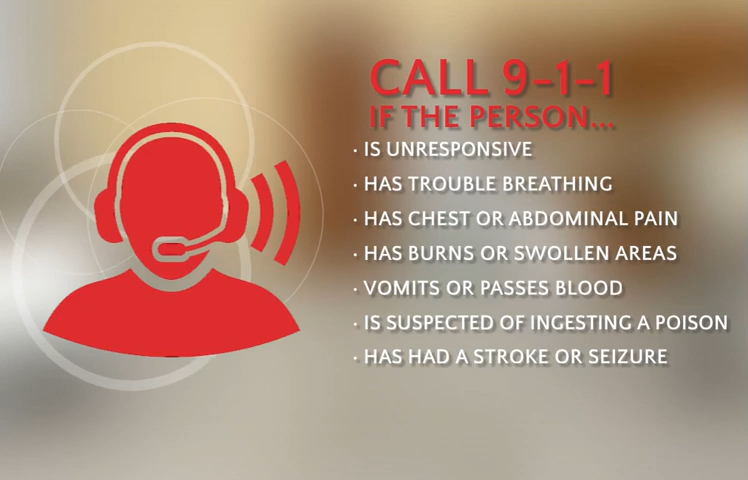 CALL 9-1-1
IF THE PERSON...
· IS UNRESPONSIVE
· HAS TROUBLE BREATHING
· HAS CHEST OR ABDOMINAL PAIN
· HAS BURNS OR SWOLLEN AREAS
· VOMITS OR PASSES BLOOD
· IS SUSPECTED OF INGESTING A POISON
· HAS HAD A STROKE OR SEIZURE